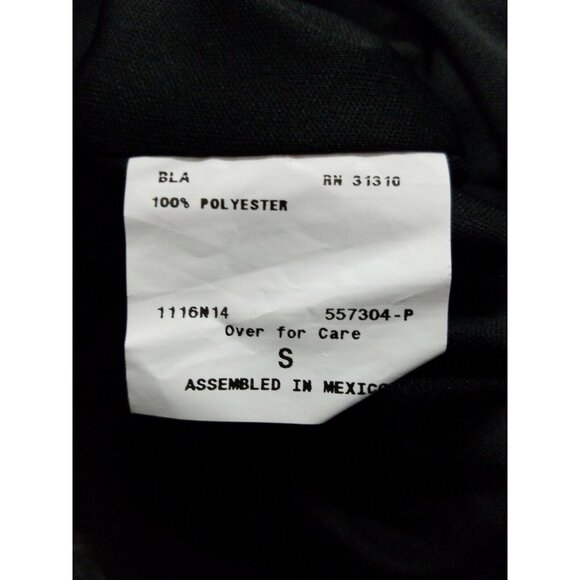 BLA RN 31310
100% POLYESTER
1116N14 557304-P
Over for Care
S
ASSEMBLED IN MEXICO